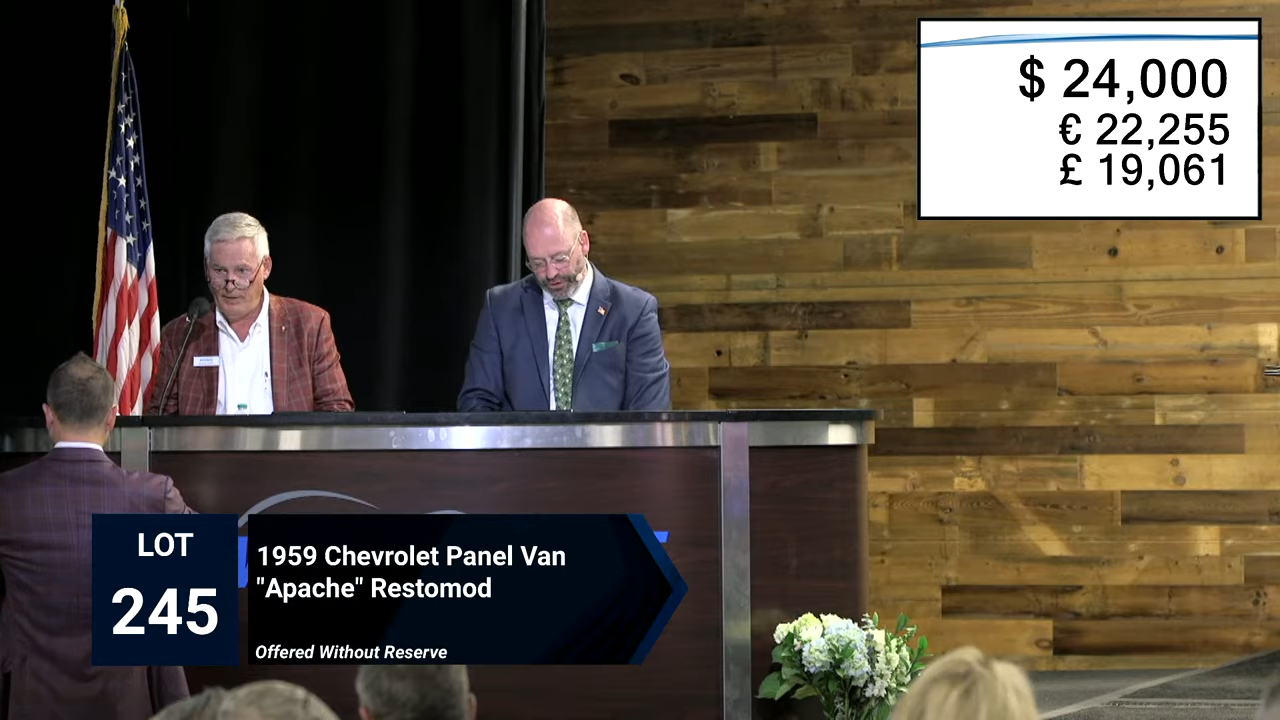 $ 24,000
€ 22,255
£ 19,061
LOT
245
1959 Chevrolet Panel Van
"Apache" Restomod
Offered Without Reserve